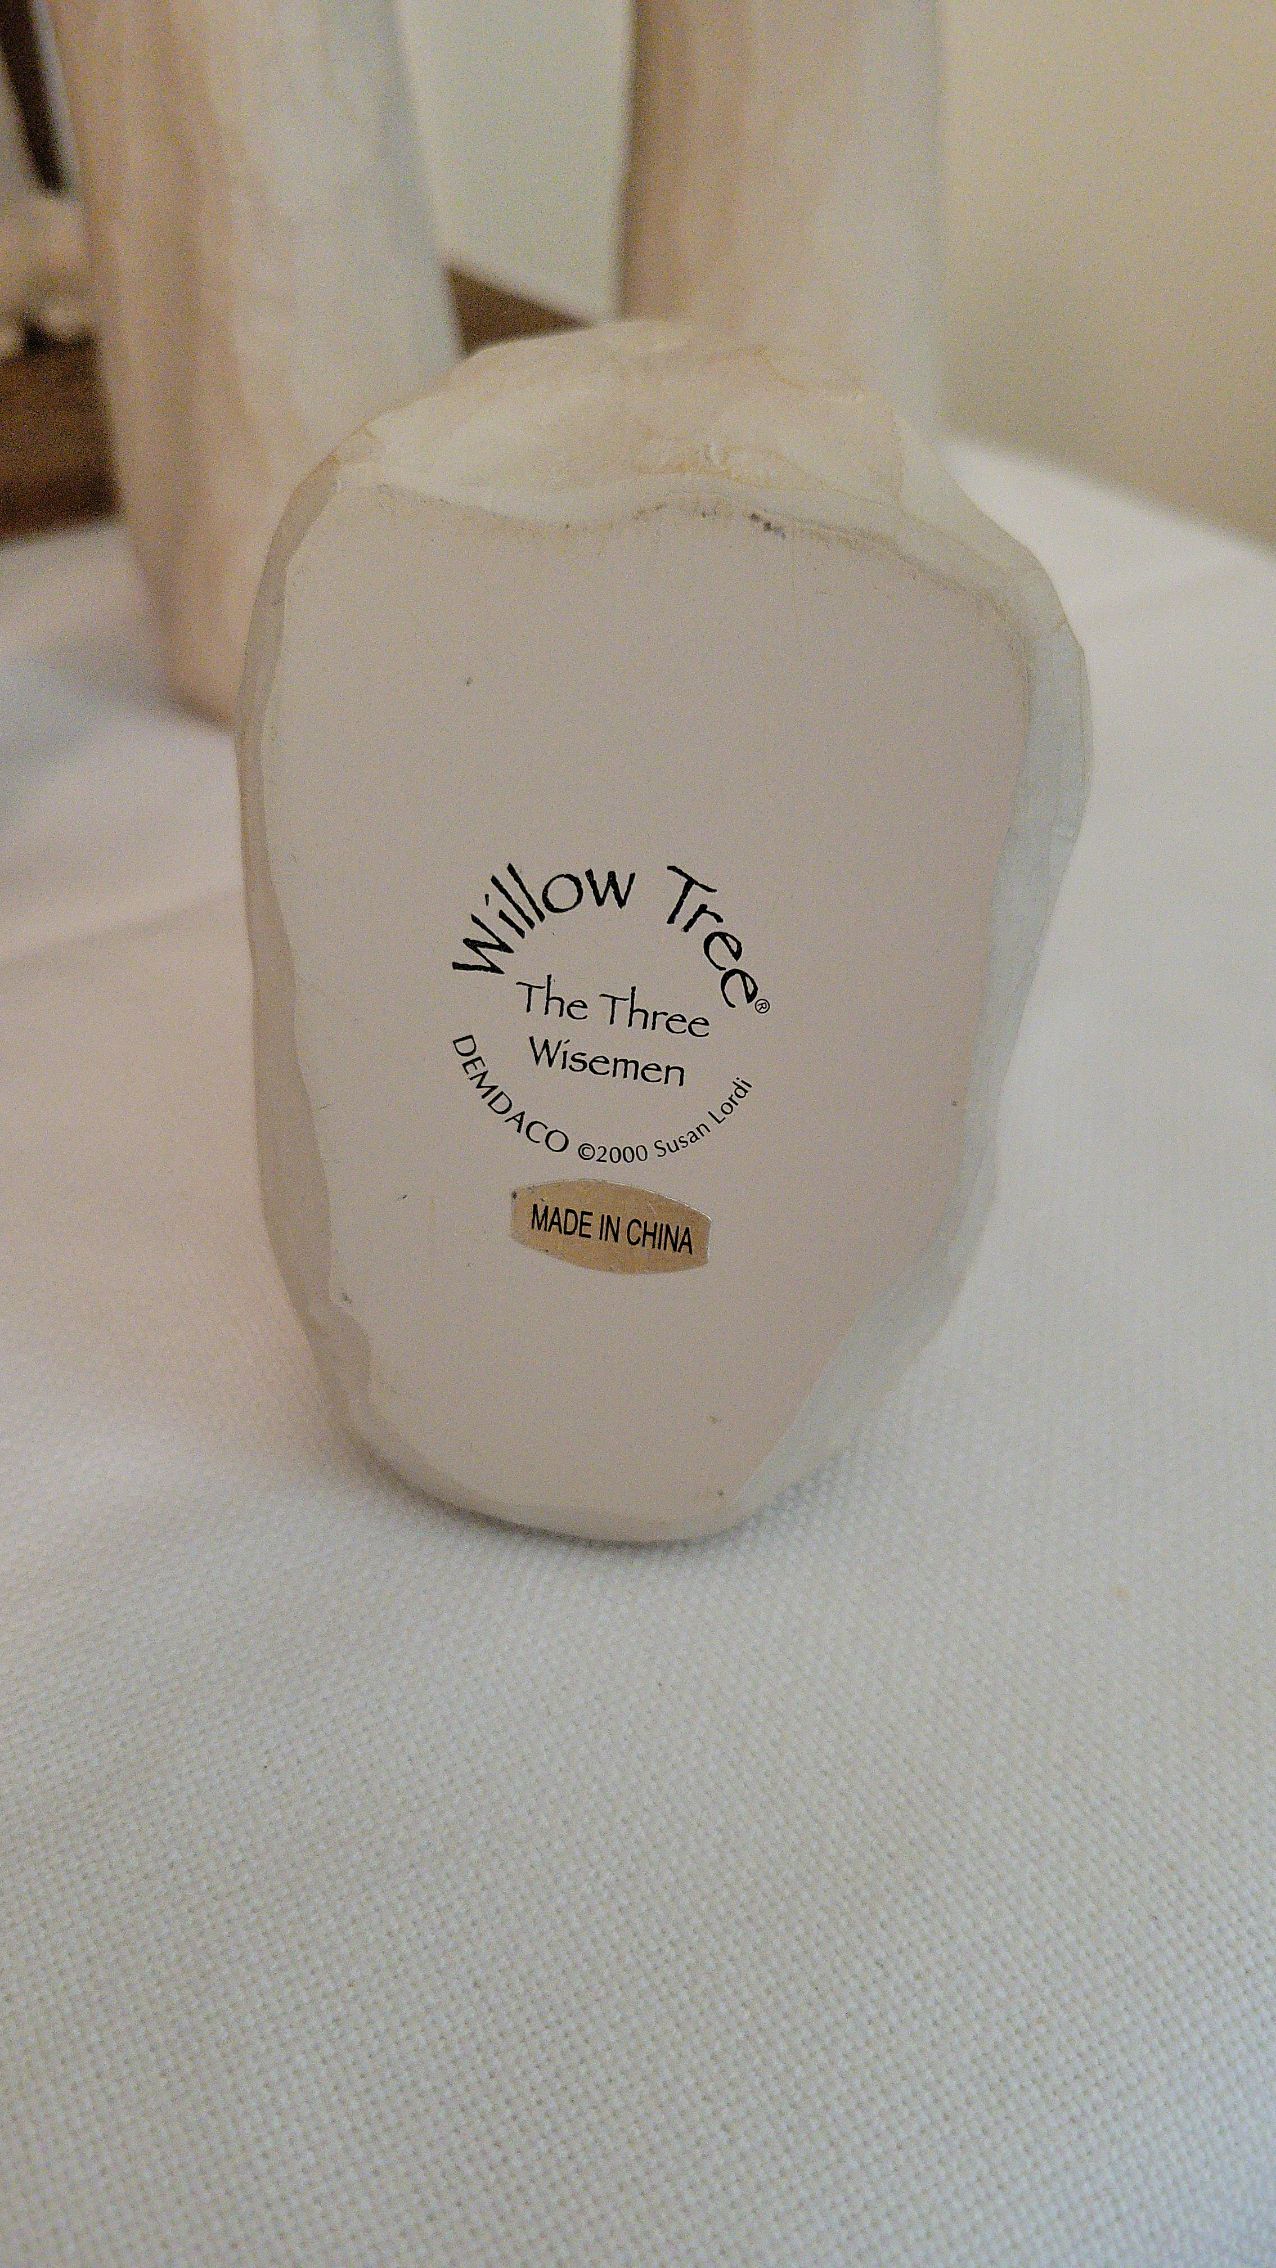 Willow Tree®
The Three
Wisemen
DEMDACO ©2000 Susan Lordi
MADE IN CHINA